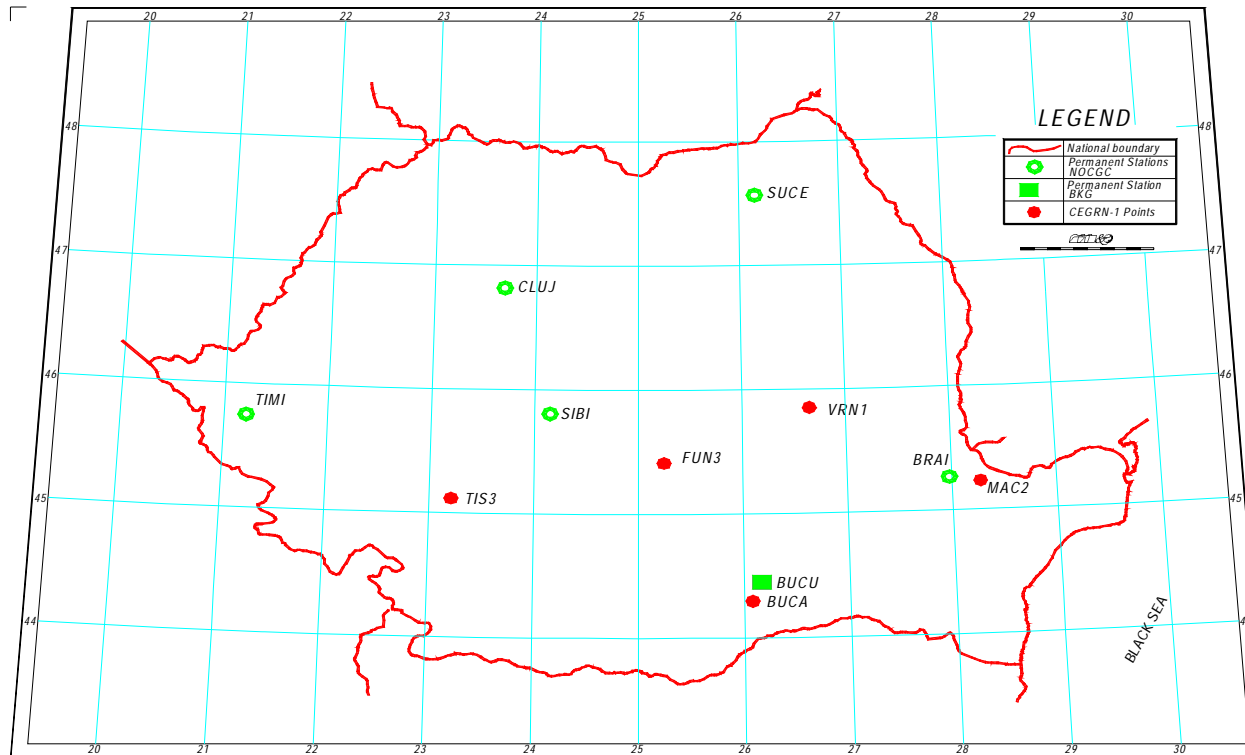 20 21 22 23 24 25 26 27 28 29 30
48 48
LEGEND
National boundary
Permanent Stations
NOCGC
Permanent Station
BKG
CEGRN-1 Points
SUCE
47 47
CLUJ
46 46
TIMI
SIBI
VRN1
FUN3
BRAI
MAC2
TIS3
45 45
BUCU
BUCA
44 44
BLACK SEA
20 21 22 23 24 25 26 27 28 29 30